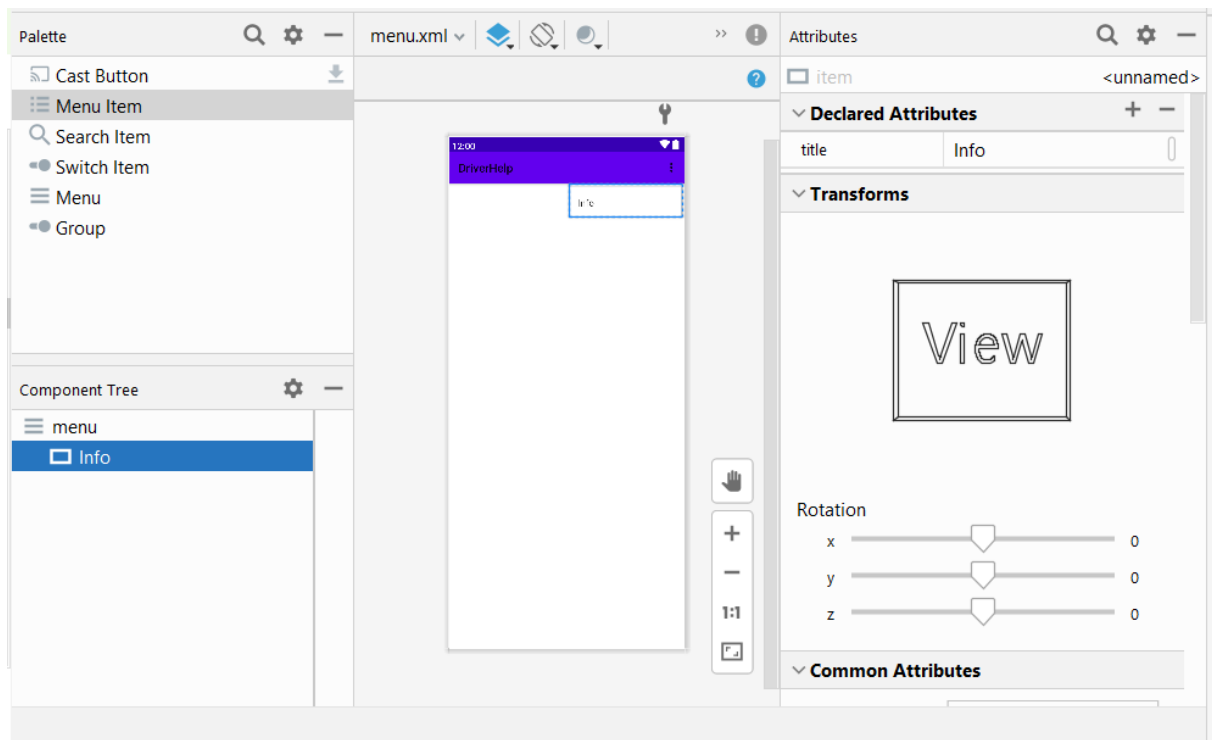 Palette
Cast Button
Menu Item
Search Item
Switch Item
Menu
Group
Component Tree
menu
Info
menu.xml
12:00
DriverHelp
Info
1:1
Attributes
item <unnamed>
Declared Attributes
title Info
Transforms
View
Rotation
x 0
y 0
z 0
Common Attributes